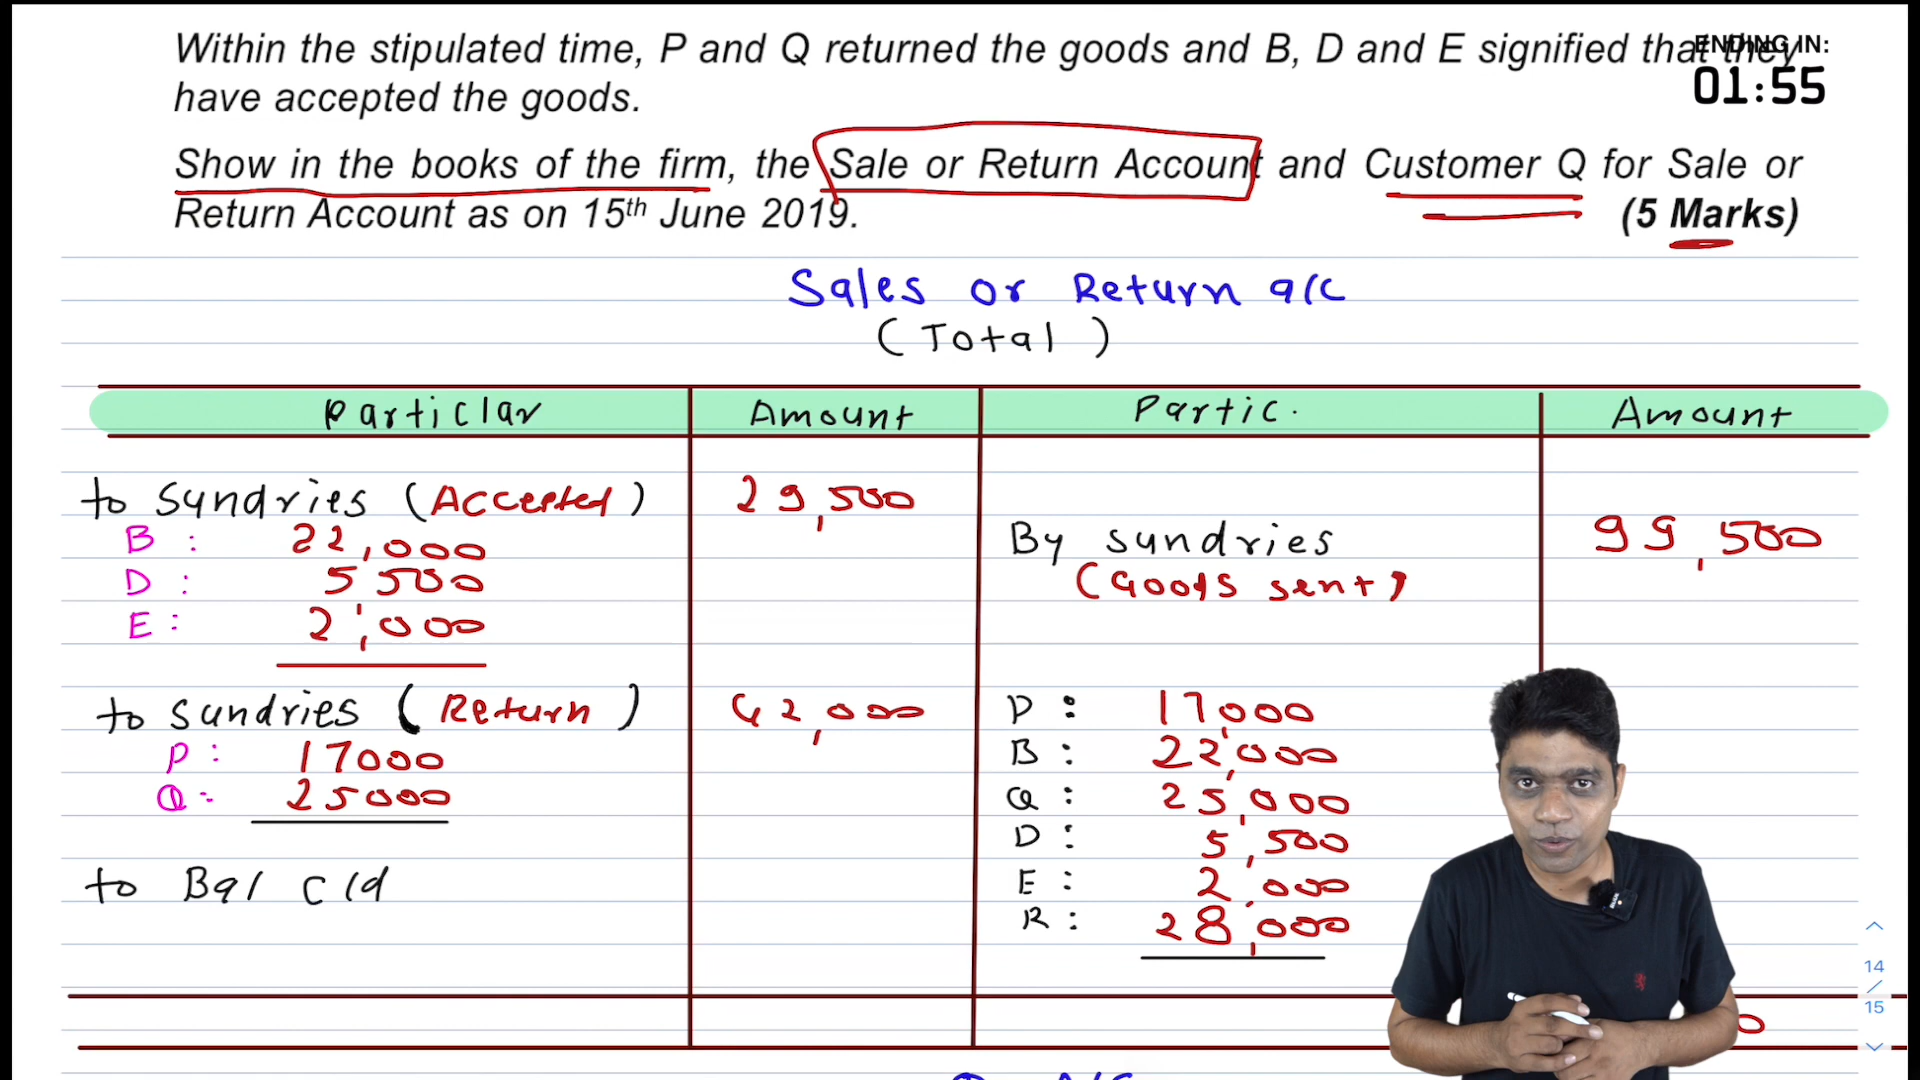 Within the stipulated time, P and Q returned the goods and B, D and E signified that they
ENDING IN:
01:55
have accepted the goods.
Show in the books of the firm, the Sale or Return Account and Customer Q for Sale or
Return Account as on 15th June 2019. (5 Marks)
Sales or Return a/c
(Total)
Particlar Amount Partic. Amount
to sundries (Accepted) 29,500
B : 22,000
D : 5,500
E : 2,000
By sundries 99,500
(Goods sent)
to sundries (Return) 42,000
P : 17000
Q : 25000
to Bal c/d
P : 17,000
B : 22,000
Q : 25,000
D : 5,500
E : 2,000
R : 28,000
14
/
15